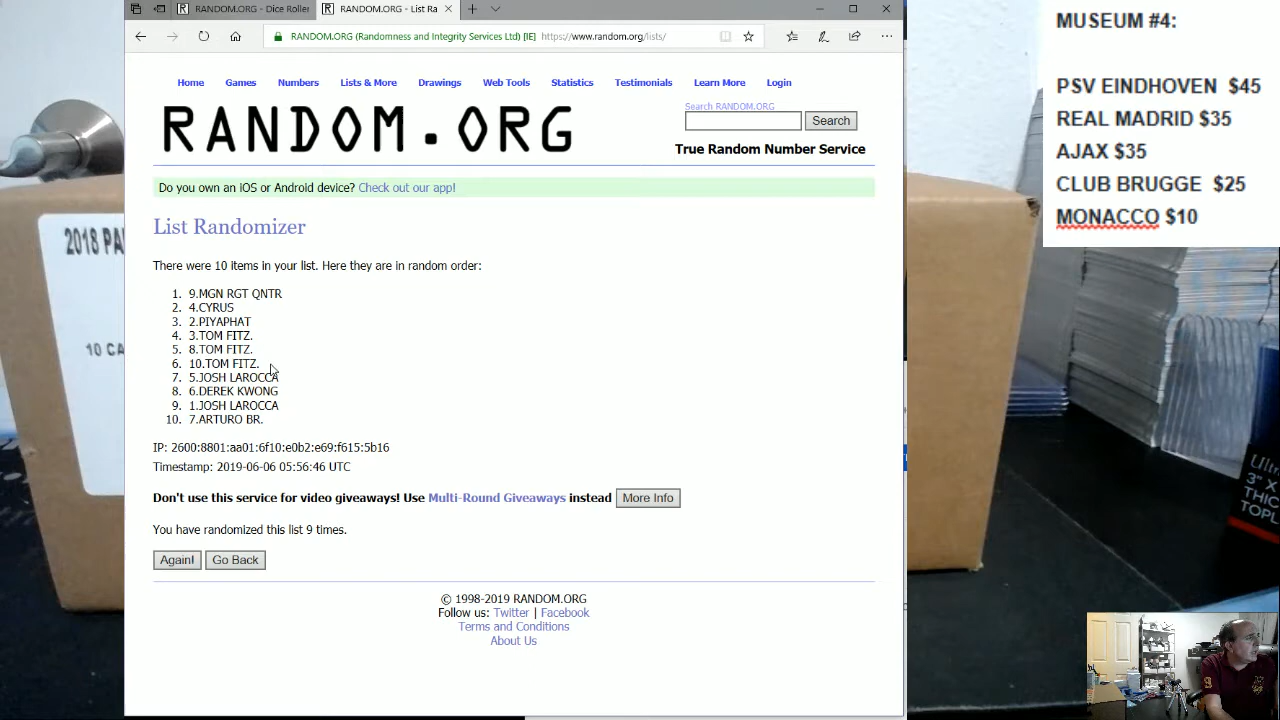 RANDOM.ORG - Dice Roller
RANDOM.ORG - List Ra
RANDOM.ORG (Randomness and Integrity Services Ltd) [IE] https://www.random.org/lists/
Home Games Numbers Lists & More Drawings Web Tools Statistics Testimonials Learn More Login
RANDOM.ORG
Search RANDOM.ORG
Search
True Random Number Service
Do you own an iOS or Android device? Check out our app!
List Randomizer
There were 10 items in your list. Here they are in random order:
1. 9.MGN RGT QNTR
2. 4.CYRUS
3. 2.PIYAPHAT
4. 3.TOM FITZ.
5. 8.TOM FITZ.
6. 10.TOM FITZ.
7. 5.JOSH LAROCCA
8. 6.DEREK KWONG
9. 1.JOSH LAROCCA
10. 7.ARTURO BR.
IP: 2600:8801:aa01:6f10:e0b2:e69:f615:5b16
Timestamp: 2019-06-06 05:56:46 UTC
Don't use this service for video giveaways! Use Multi-Round Giveaways instead More Info
You have randomized this list 9 times.
Again! Go Back
© 1998-2019 RANDOM.ORG
Follow us: Twitter | Facebook
Terms and Conditions
About Us
MUSEUM #4:
PSV EINDHOVEN $45
REAL MADRID $35
AJAX $35
CLUB BRUGGE $25
MONACCO $10
2018 PA
10 CA
3" X
THIC
TOPL